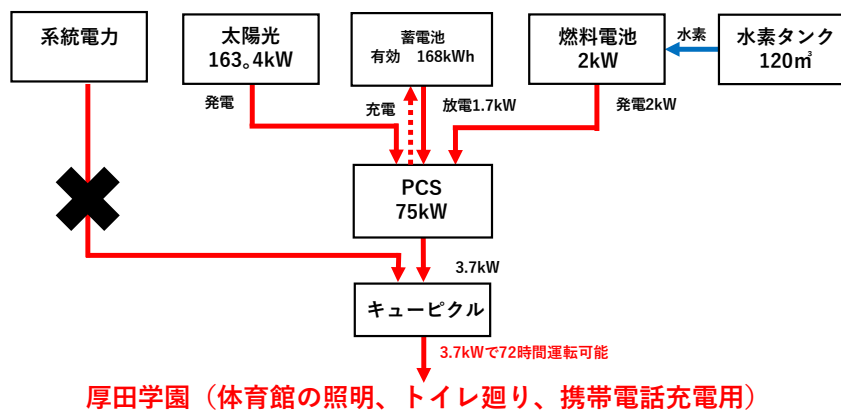 系統電力
太陽光
163。4kW
蓄電池
有効　168kWh
燃料電池
2kW
水素
水素タンク
120㎥
発電
充電
放電1.7kW
発電2kW
PCS
75kW
3.7kW
キュービクル
3.7kWで72時間運転可能
厚田学園（体育館の照明、トイレ廻り、携帯電話充電用）